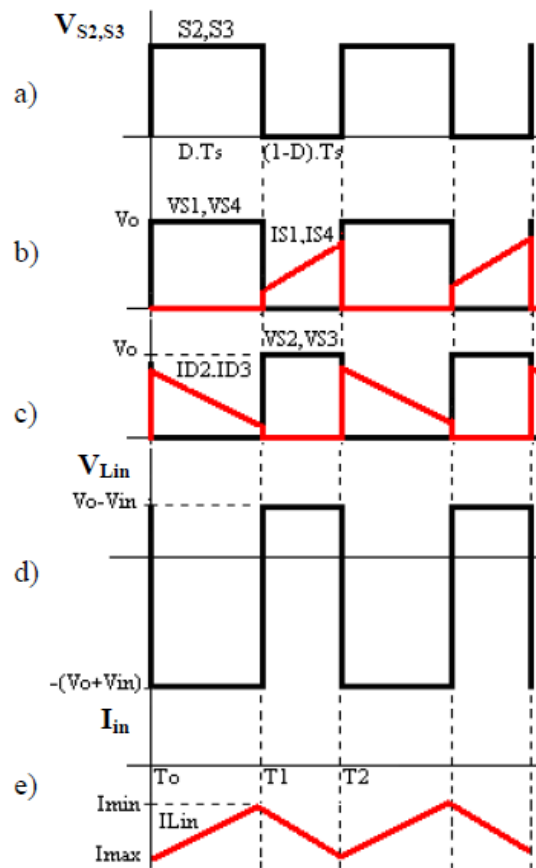 V S2,S3
S2,S3
a)
D.Ts (1-D).Ts
Vo VS1,VS4
b) IS1,IS4
Vo VS2,VS3
ID2.ID3
c)
VLin
Vo-Vin
d)
-(Vo+Vin)
Iin
To T1 T2
e)
Imin
ILin
Imax